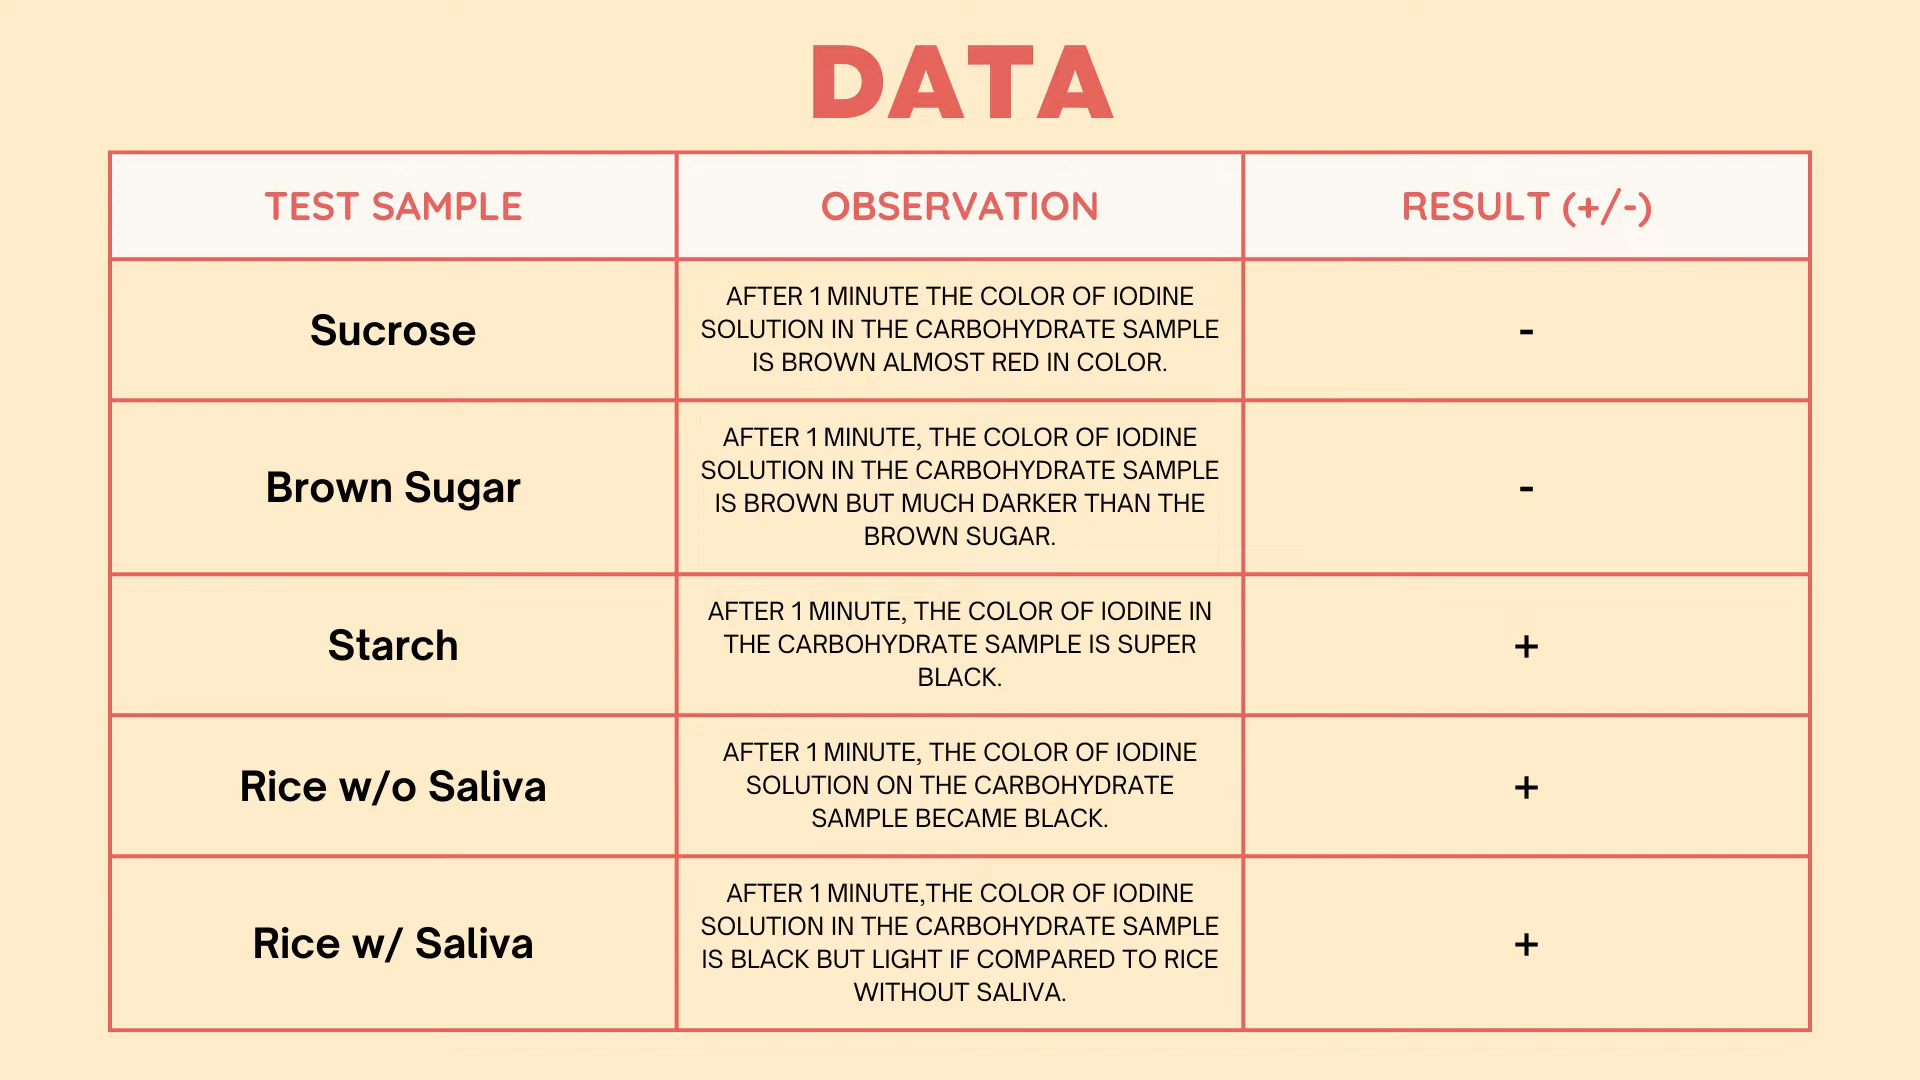 DATA
TEST SAMPLE
OBSERVATION
RESULT (+/-)
Sucrose
AFTER 1 MINUTE THE COLOR OF IODINE
SOLUTION IN THE CARBOHYDRATE SAMPLE
IS BROWN ALMOST RED IN COLOR.
-
Brown Sugar
AFTER 1 MINUTE, THE COLOR OF IODINE
SOLUTION IN THE CARBOHYDRATE SAMPLE
IS BROWN BUT MUCH DARKER THAN THE
BROWN SUGAR.
-
Starch
AFTER 1 MINUTE, THE COLOR OF IODINE IN
THE CARBOHYDRATE SAMPLE IS SUPER
BLACK.
+
Rice w/o Saliva
AFTER 1 MINUTE, THE COLOR OF IODINE
SOLUTION ON THE CARBOHYDRATE
SAMPLE BECAME BLACK.
+
Rice w/ Saliva
AFTER 1 MINUTE,THE COLOR OF IODINE
SOLUTION IN THE CARBOHYDRATE SAMPLE
IS BLACK BUT LIGHT IF COMPARED TO RICE
WITHOUT SALIVA.
+